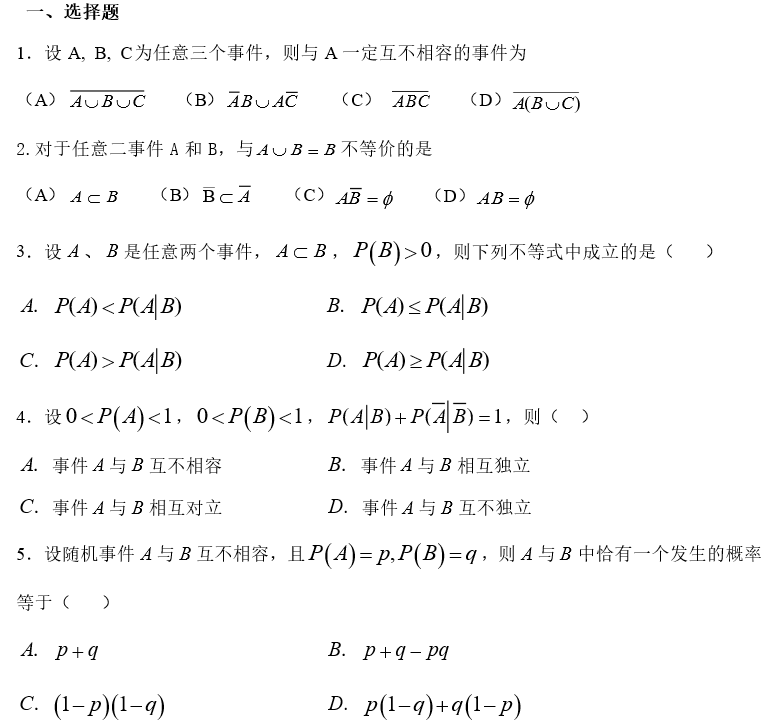 一、选择题
1．设 A, B, C为任意三个事件，则与 A 一定互不相容的事件为
（A） $\overline{A\cup B\cup C}$ （B） $\overline{A}B\cup A\overline{C}$ （C） $\overline{ABC}$ （D） $\overline{A(B\cup C)}$
2.对于任意二事件 A 和 B，与 $A\cup B=B$ 不等价的是
（A） $A\subset B$ （B） $\overline{B}\subset\overline{A}$ （C） $A\overline{B}=\phi$ （D） $AB=\phi$
3．设 A 、 B 是任意两个事件， $A\subset B$ ， $P(B)>0$ ，则下列不等式中成立的是（ ）
A. $P(A)<P(A|B)$ B. $P(A)\le P(A|B)$
C. $P(A)>P(A|B)$ D. $P(A)\ge P(A|B)$
4．设 $0<P(A)<1$ ， $0<P(B)<1$ ， $P(A|B)+P(\overline{A}|\overline{B})=1$ ，则（ ）
A. 事件 A 与 B 互不相容 B. 事件 A 与 B 相互独立
C. 事件 A 与 B 相互对立 D. 事件 A 与 B 互不独立
5．设随机事件 A 与 B 互不相容，且 $P(A)=p,P(B)=q$ ，则 A 与 B 中恰有一个发生的概率
等于（ ）
A. $p+q$ B. $p+q-pq$
C. $(1-p)(1-q)$ D. $p(1-q)+q(1-p)$